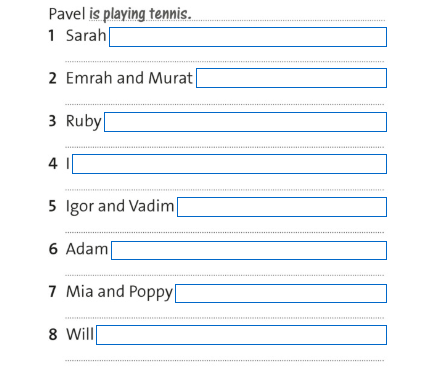 Pavel is playing tennis.
1 Sarah
2 Emrah and Murat
3 Ruby
4 I
5 Igor and Vadim
6 Adam
7 Mia and Poppy
8 Will